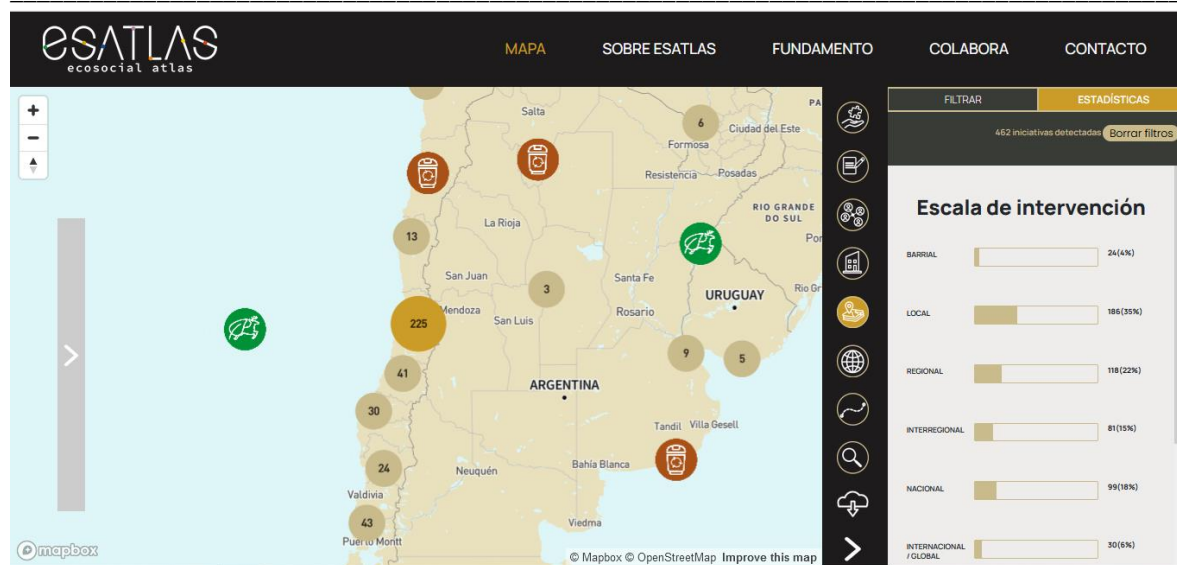 esatlas
ecosocial atlas
MAPA
SOBRE ESATLAS
FUNDAMENTO
COLABORA
CONTACTO
Salta
PA
6
Ciudad del Este
Formosa
Resistencia
Posadas
RIO GRANDE
DO SUL
La Rioja
Por
13
San Juan
3
Santa Fe
URUGUAY
Rio Gr
Mendoza
225
San Luis
Rosario
9
5
41
ARGENTINA
30
Tandil
Villa Gesell
24
Neuquén
Bahía Blanca
Valdivia
43
Viedma
Puerto Montt
mapbox
© Mapbox © OpenStreetMap Improve this map
FILTRAR
ESTADÍSTICAS
462 iniciativas detectadas
Borrar filtros
Escala de intervención
BARRIAL
24(4%)
LOCAL
186(35%)
REGIONAL
118(22%)
INTERREGIONAL
81(15%)
NACIONAL
99(18%)
INTERNACIONAL
/ GLOBAL
30(6%)